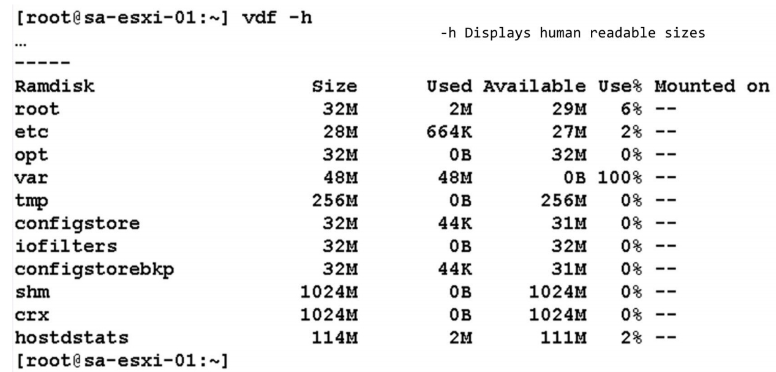 [root@sa-esxi-01:~] vdf -h
-h Displays human readable sizes
…
-----
Ramdisk Size Used Available Use% Mounted on
root 32M 2M 29M 6% --
etc 28M 664K 27M 2% --
opt 32M 0B 32M 0% --
var 48M 48M 0B 100% --
tmp 256M 0B 256M 0% --
configstore 32M 44K 31M 0% --
iofilters 32M 0B 32M 0% --
configstorebkp 32M 44K 31M 0% --
shm 1024M 0B 1024M 0% --
crx 1024M 0B 1024M 0% --
hostdstats 114M 2M 111M 2% --
[root@sa-esxi-01:~]